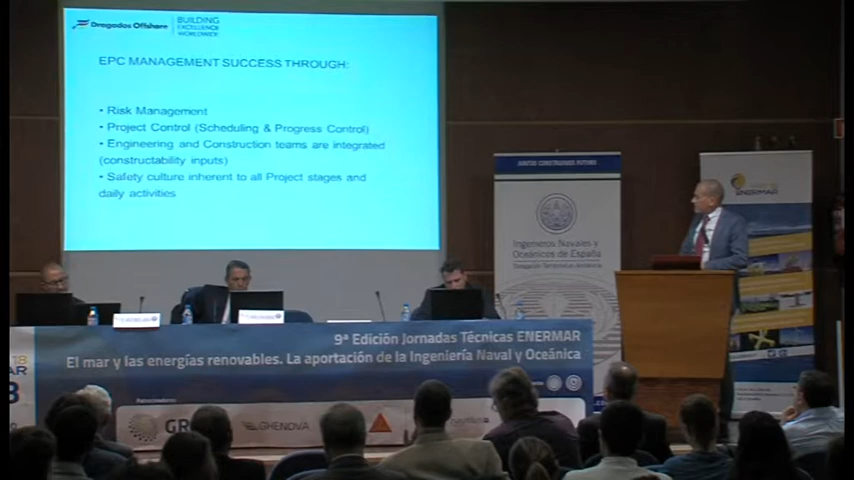 Dragados Offshore
BUILDING
EXCELLENCE
WORLDWIDE
EPC MANAGEMENT SUCCESS THROUGH:
• Risk Management
• Project Control (Scheduling & Progress Control)
• Engineering and Construction teams are integrated
(constructability inputs)
• Safety culture inherent to all Project stages and
daily activities
JUNTOS CONSTRUIMOS FUTURO
Ingenieros Navales y
Oceánicos de España
ENERMAR
9ª Edición Jornadas Técnicas ENERMAR
El mar y las energías renovables. La aportación de la Ingeniería Naval y Oceánica
Patrocinadores:
GHENOVA